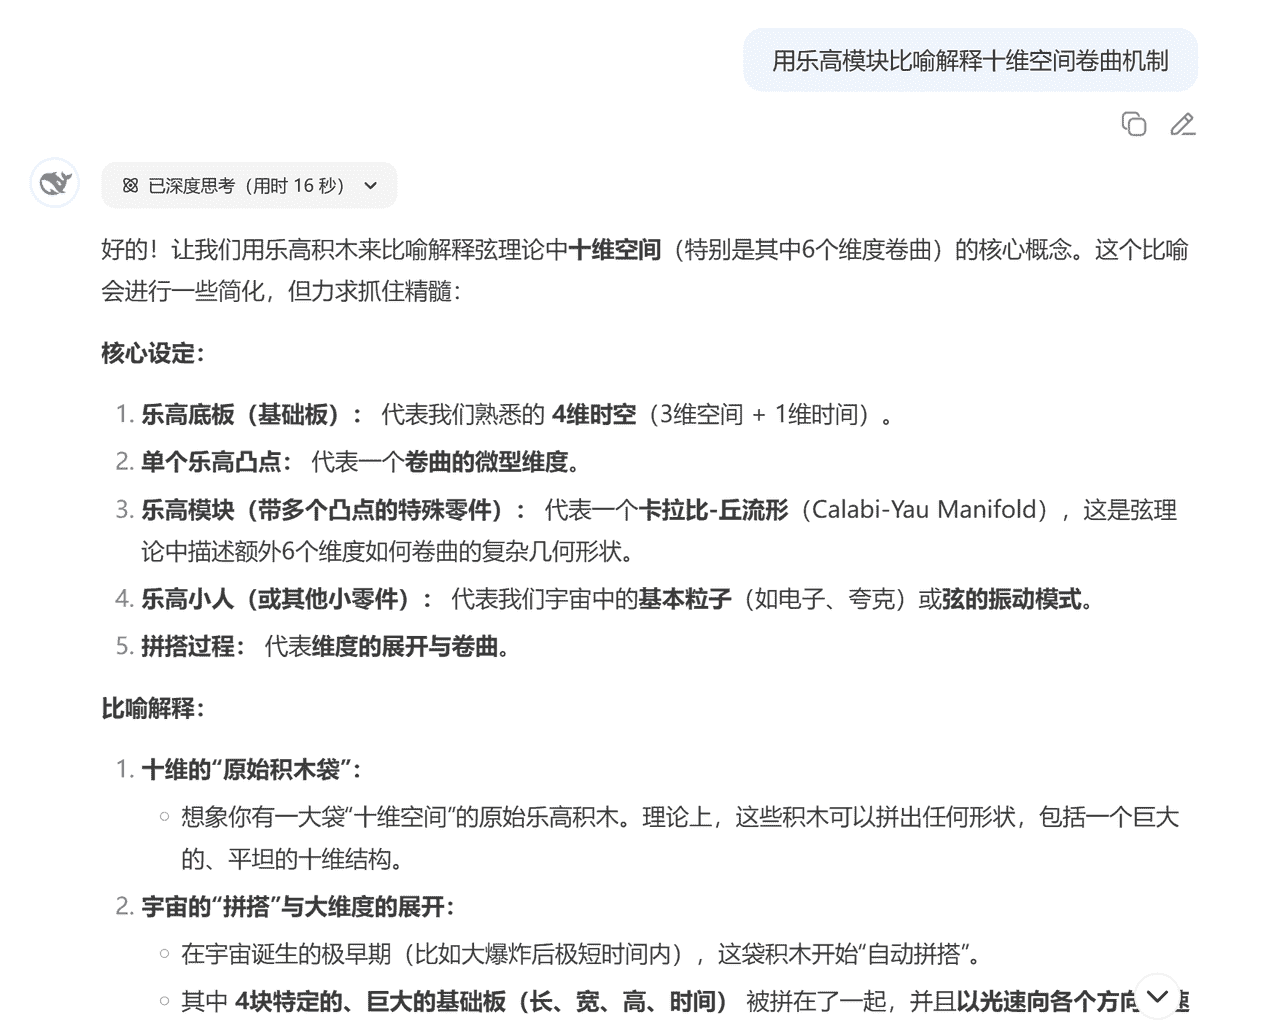 用乐高模块比喻解释十维空间卷曲机制
已深度思考（用时 16 秒）
好的！让我们用乐高积木来比喻解释弦理论中十维空间（特别是其中6个维度卷曲）的核心概念。这个比喻
会进行一些简化，但力求抓住精髓：
核心设定：
1. 乐高底板（基础板）： 代表我们熟悉的 4维时空（3维空间 + 1维时间）。
2. 单个乐高凸点： 代表一个卷曲的微型维度。
3. 乐高模块（带多个凸点的特殊零件）： 代表一个卡拉比-丘流形（Calabi-Yau Manifold），这是弦理
论中描述额外6个维度如何卷曲的复杂几何形状。
4. 乐高小人（或其他小零件）： 代表我们宇宙中的基本粒子（如电子、夸克）或弦的振动模式。
5. 拼搭过程： 代表维度的展开与卷曲。
比喻解释：
1. 十维的“原始积木袋”：
○ 想象你有一大袋“十维空间”的原始乐高积木。理论上，这些积木可以拼出任何形状，包括一个巨大
的、平坦的十维结构。
2. 宇宙的“拼搭”与大维度的展开：
○ 在宇宙诞生的极早期（比如大爆炸后极短时间内），这袋积木开始“自动拼搭”。
○ 其中 4块特定的、巨大的基础板（长、宽、高、时间） 被拼在了一起，并且以光速向各个方向